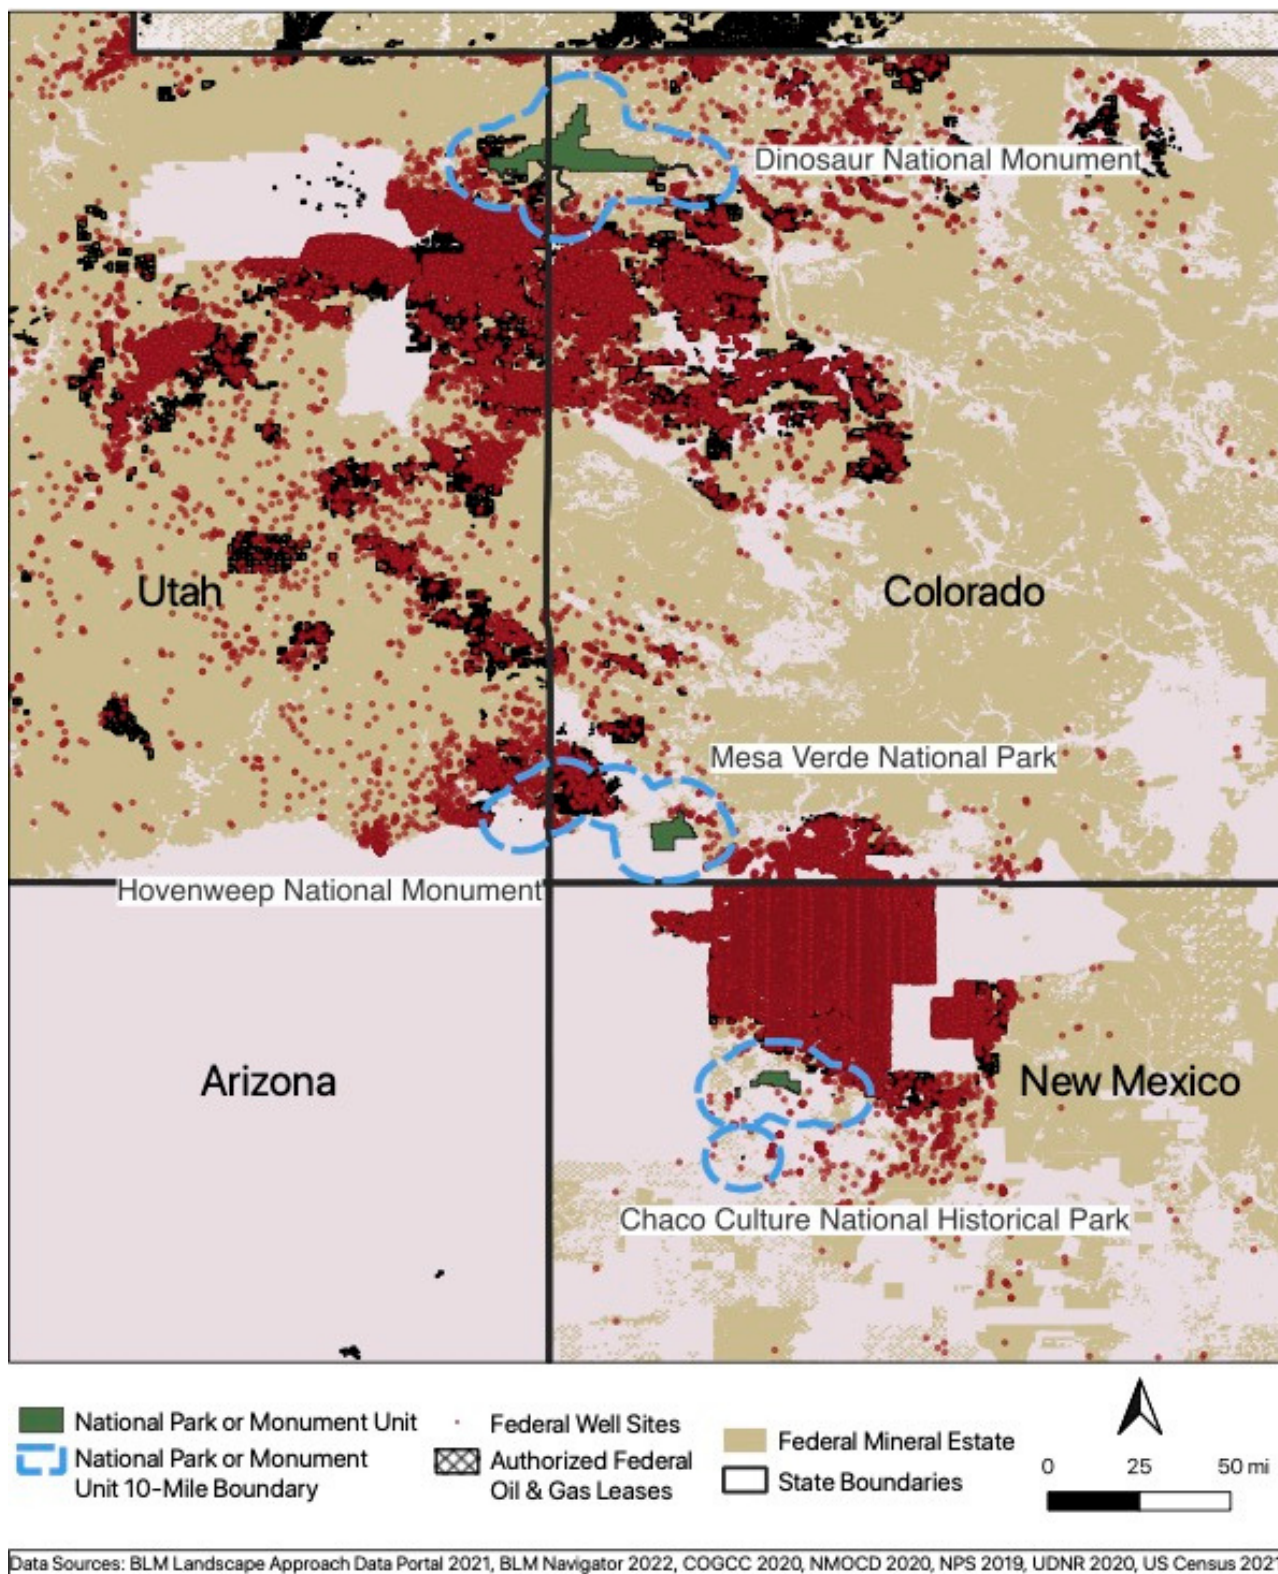 Dinosaur National Monument
Utah
Colorado
Mesa Verde National Park
Hovenweep National Monument
Arizona
New Mexico
Chaco Culture National Historical Park
National Park or Monument Unit
National Park or Monument
Unit 10-Mile Boundary
Federal Well Sites
Authorized Federal
Oil & Gas Leases
Federal Mineral Estate
State Boundaries
0 25 50 mi
Data Sources: BLM Landscape Approach Data Portal 2021, BLM Navigator 2022, COGCC 2020, NMOCD 2020, NPS 2019, UDNR 2020, US Census 2021